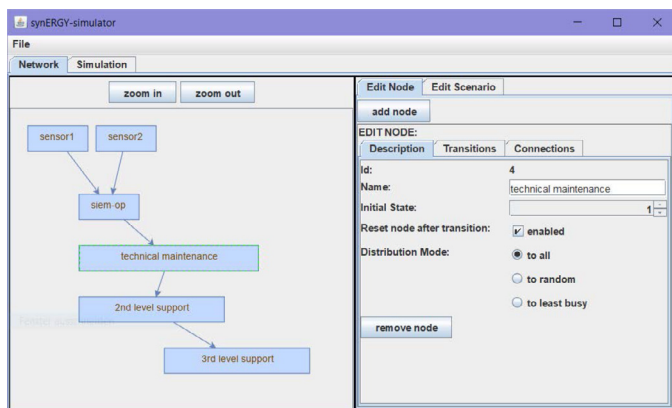 synERGY-simulator
File
Network Simulation
zoom in zoom out
sensor1 sensor2
siem-op
technical maintenance
2nd level support
3rd level support
Edit Node Edit Scenario
add node
EDIT NODE:
Description Transitions Connections
Id: 4
Name: technical maintenance
Initial State: 1
Reset node after transition: enabled
Distribution Mode: to all
to random
to least busy
remove node